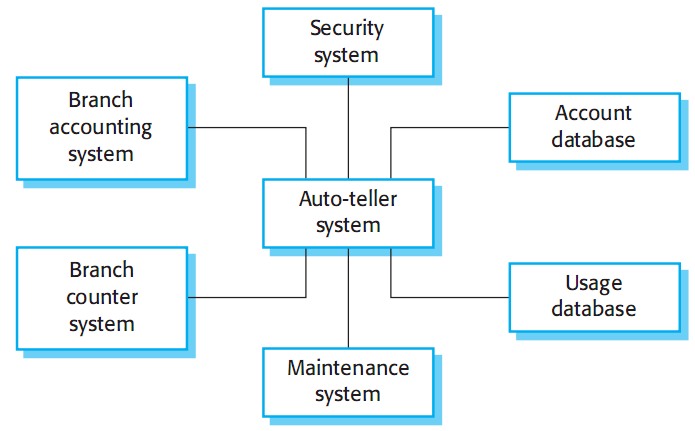 Security
system
Branch
accounting
system
Account
database
Auto-teller
system
Branch
counter
system
Usage
database
Maintenance
system